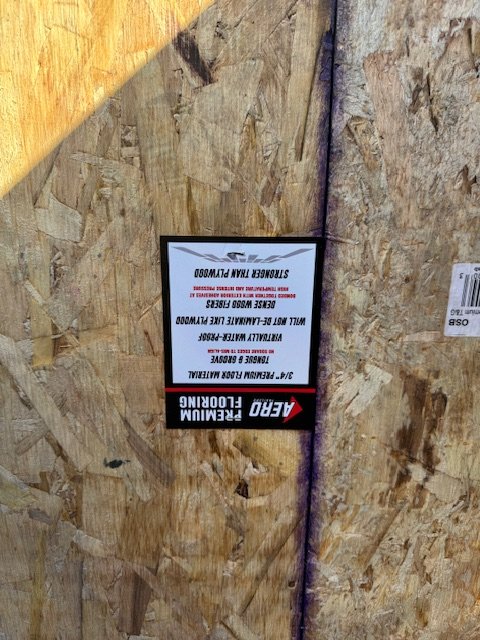 AERO
TRAILERS
PREMIUM
FLOORING
3/4" PREMIUM FLOOR MATERIAL
TONGUE & GROOVE
NO SQUARE EDGES TO MIS-ALIGN
VIRTUALLY WATER-PROOF
WILL NOT DE-LAMINATE LIKE PLYWOOD
DENSE WOOD FIBERS
BONDED TOGETHER WITH EXTERIOR ADHESIVES AT
HIGH TEMPERATURE AND INTENSE PRESSURE
STRONGER THAN PLYWOOD
OSB
T&G
3